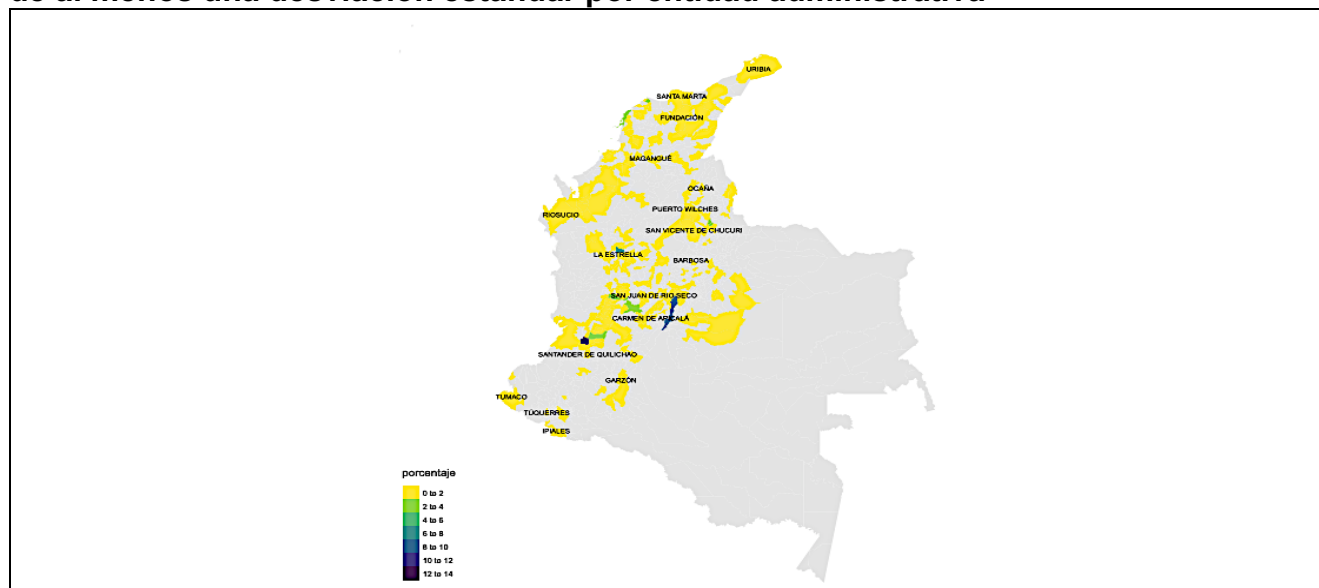 de al menos una desviación estándar por entidad administrativa
URIBIA
SANTA MARTA
FUNDACIÓN
MAGANGUÉ
OCAÑA
PUERTO WILCHES
RIOSUCIO
SAN VICENTE DE CHUCURI
LA ESTRELLA
BARBOSA
SAN JUAN DE RIO SECO
CARMEN DE APICALÁ
SANTANDER DE QUILICHAO
GARZÓN
TUMACO
TÚQUERRES
IPIALES
porcentaje
0 to 2
2 to 4
4 to 6
6 to 8
8 to 10
10 to 12
12 to 14